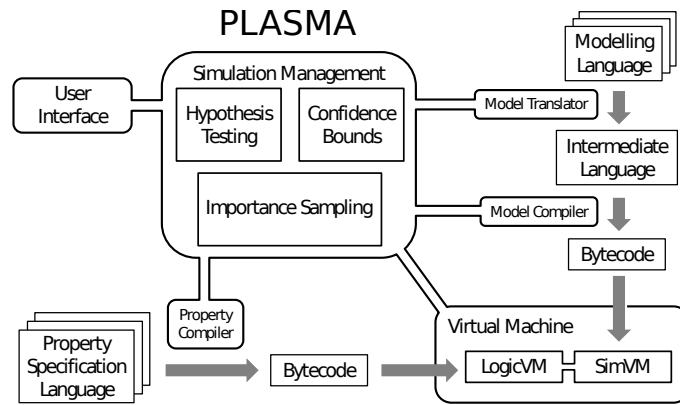 PLASMA
Simulation Management
Hypothesis
Testing
Confidence
Bounds
Importance Sampling
User
Interface
Modelling
Language
Model Translator
Intermediate
Language
Model Compiler
Bytecode
Property
Compiler
Virtual Machine
LogicVM
SimVM
Property
Specification
Language
Bytecode